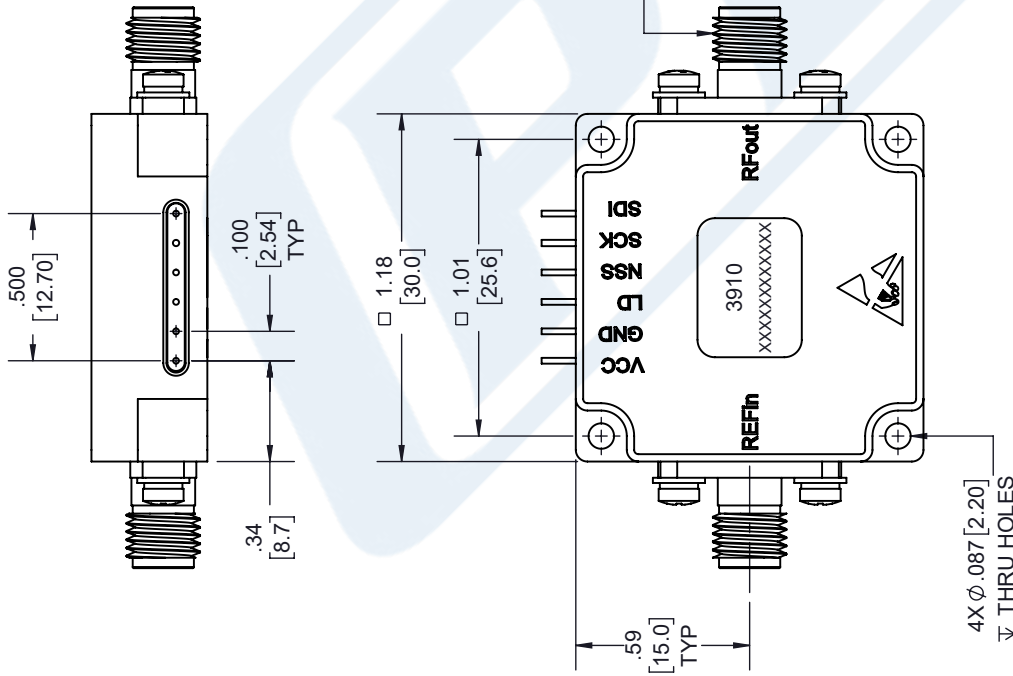 .500
[12.70]
.100
[2.54]
TYP
.34
[8.7]
□ 1.18
[30.0]
□ 1.01
[25.6]
SDI
SCK
NSS
LD
GND
VCC
RFout
3910
XXXXXXXXXXXXX
REFin
.59
[15.0]
TYP
4X ⌀.087 [2.20]
↧ THRU HOLES